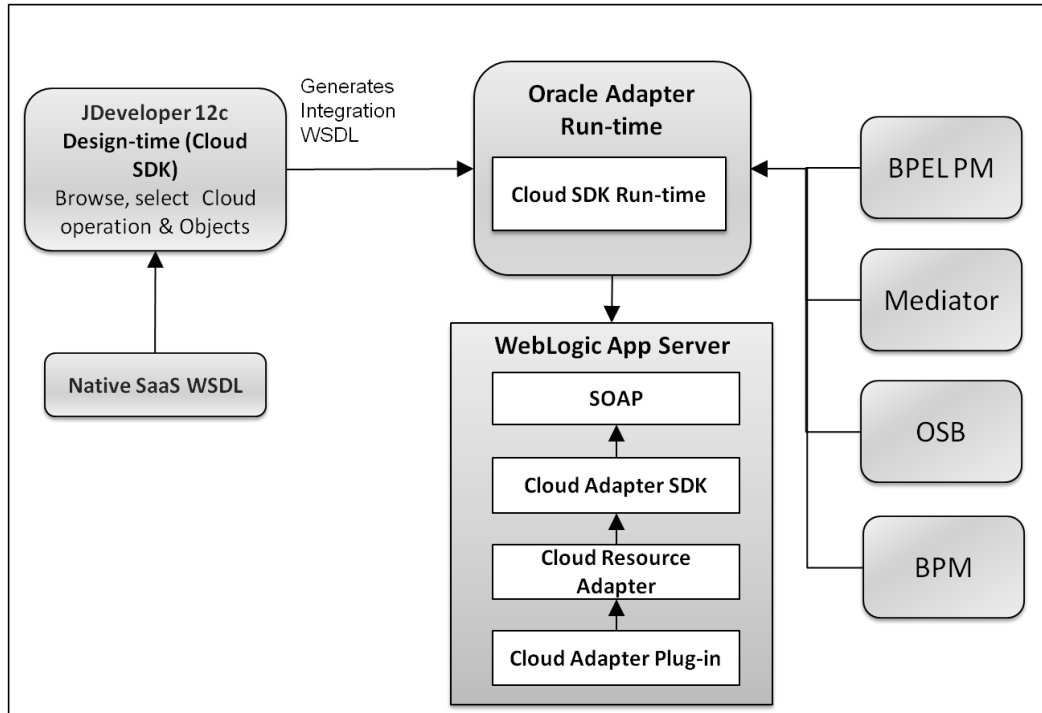 JDeveloper 12c
Design-time (Cloud
SDK)
Browse, select Cloud
operation & Objects
Generates
Integration
WSDL
Oracle Adapter
Run-time
Cloud SDK Run-time
BPEL PM
Mediator
OSB
BPM
Native SaaS WSDL
WebLogic App Server
SOAP
Cloud Adapter SDK
Cloud Resource
Adapter
Cloud Adapter Plug-in